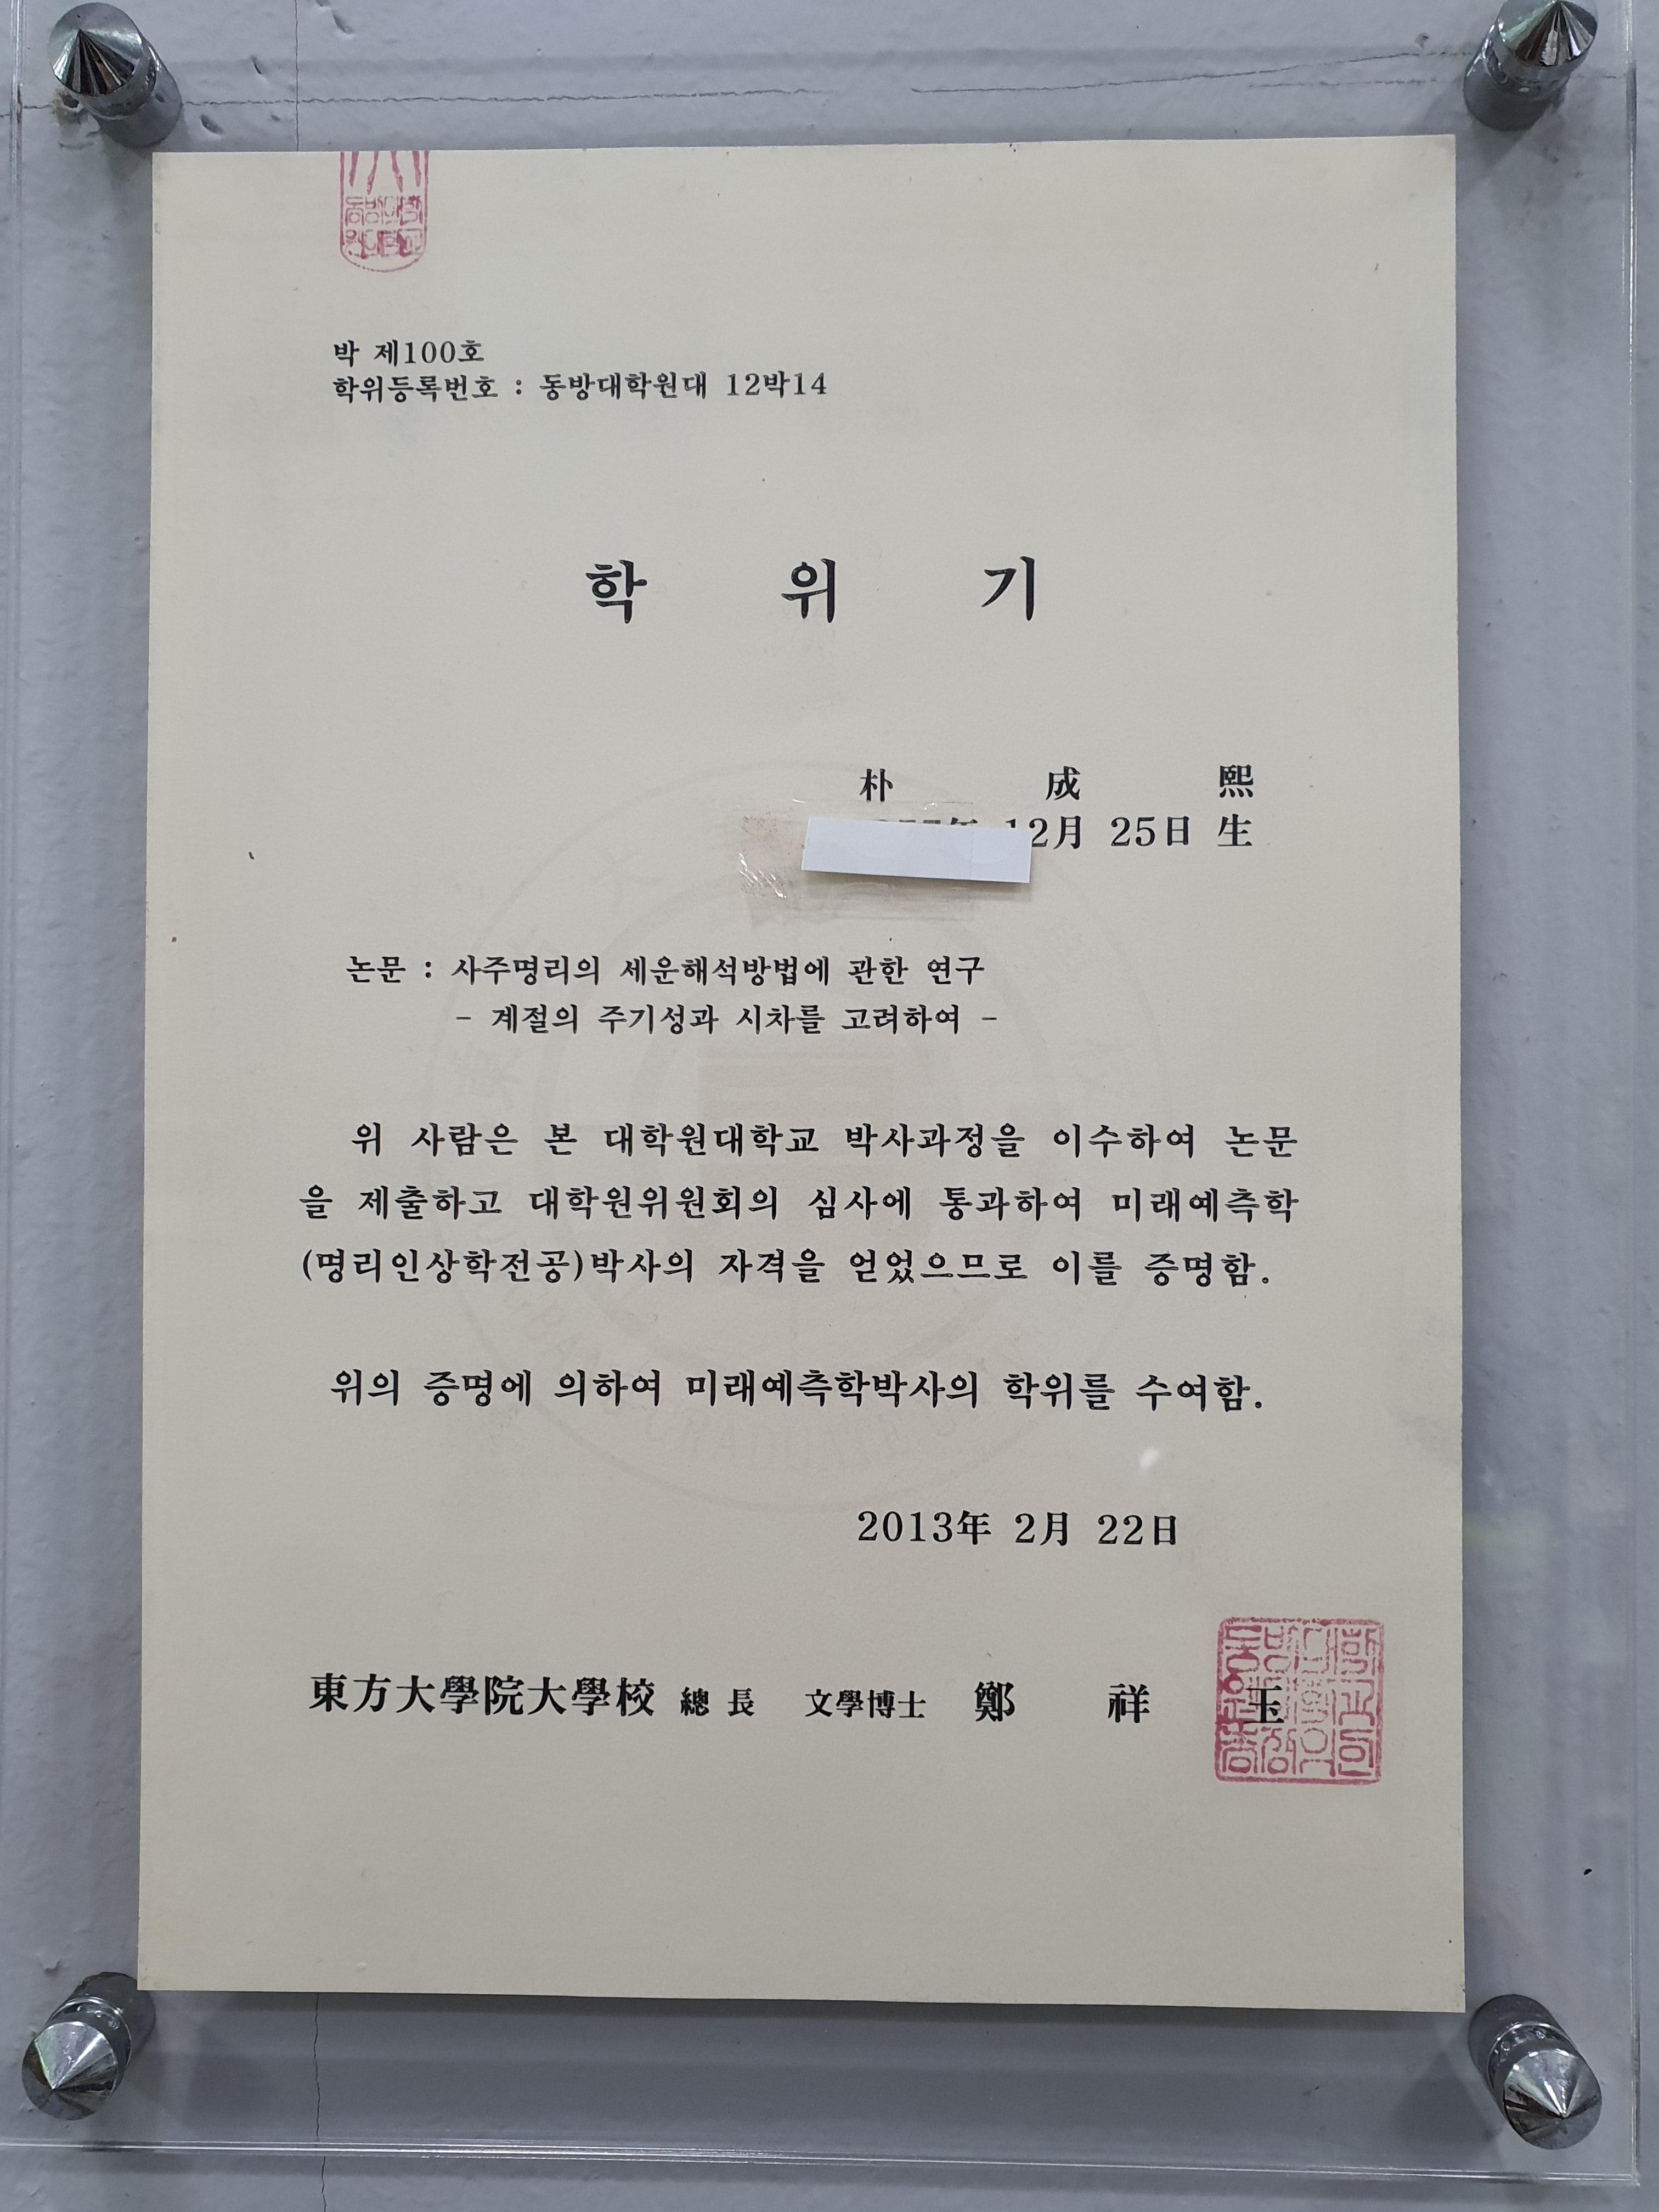 박 제100호
학위등록번호 : 동방대학원대 12박14
학 위 기
朴 成 熙
12月 25日 生
논문 : 사주명리의 세운해석방법에 관한 연구
- 계절의 주기성과 시차를 고려하여 -
위 사람은 본 대학원대학교 박사과정을 이수하여 논문
을 제출하고 대학원위원회의 심사에 통과하여 미래예측학
(명리인상학전공)박사의 자격을 얻었으므로 이를 증명함.
위의 증명에 의하여 미래예측학박사의 학위를 수여함.
2013年 2月 22日
東方大學院大學校 總長 文學博士 鄭 祥 玉